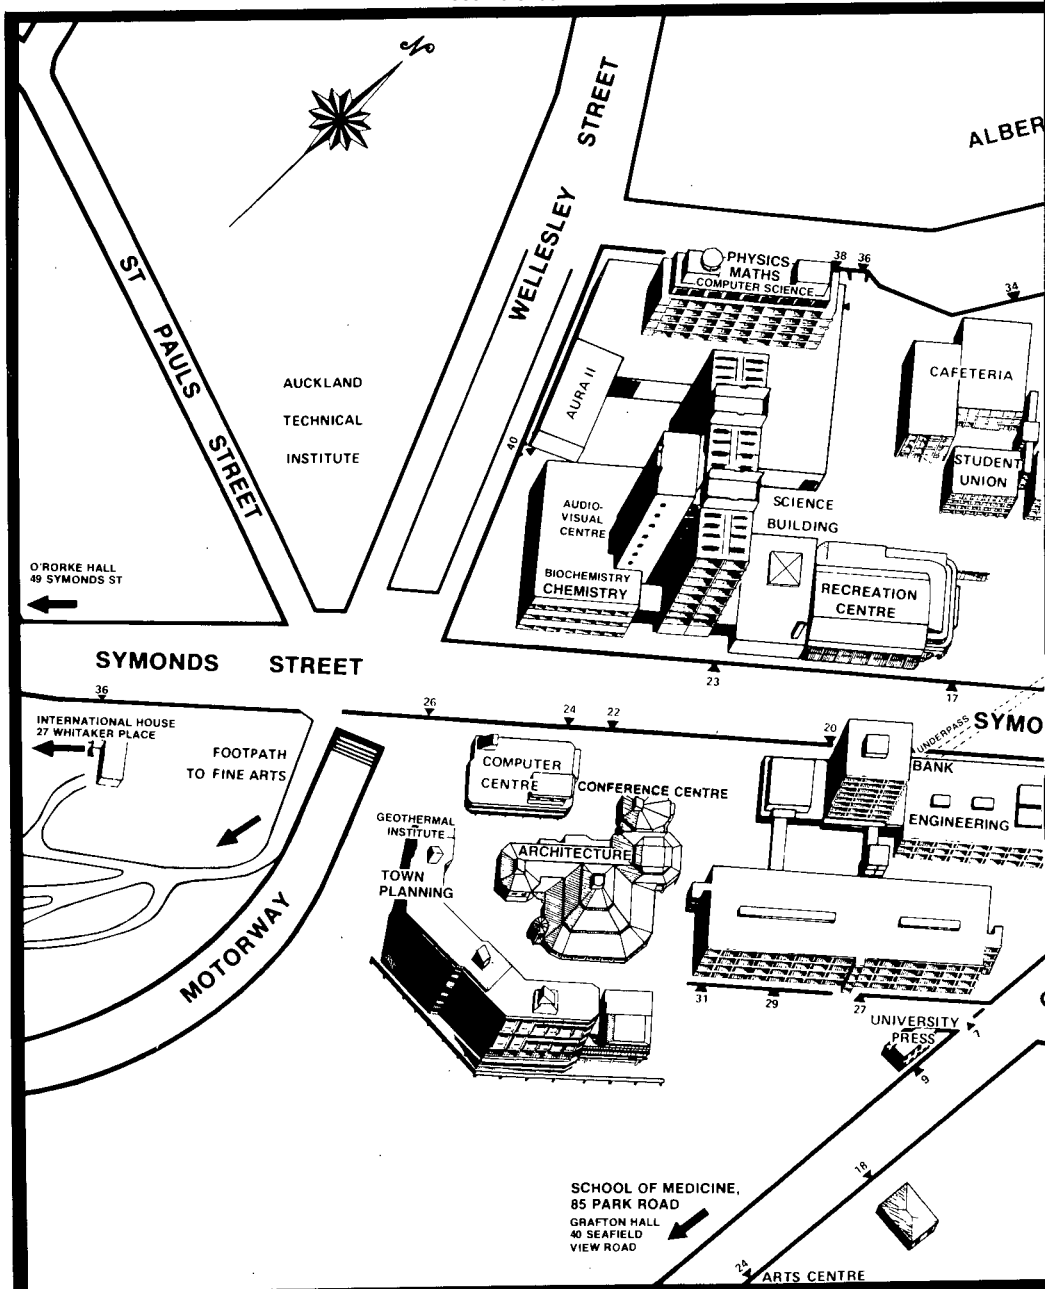 ALBER
WELLESLEY STREET
ST PAULS STREET
PHYSICS
MATHS
COMPUTER SCIENCE
38
36
34
CAFETERIA
STUDENT
UNION
AUCKLAND
TECHNICAL
INSTITUTE
AURA II
40
AUDIO-
VISUAL
CENTRE
SCIENCE
BUILDING
BIOCHEMISTRY
CHEMISTRY
RECREATION
CENTRE
O'RORKE HALL
49 SYMONDS ST
SYMONDS STREET
23
17
36
26
24
22
20
UNDERPASS
SYMO
INTERNATIONAL HOUSE
27 WHITAKER PLACE
FOOTPATH
TO FINE ARTS
COMPUTER
CENTRE
CONFERENCE CENTRE
BANK
ENGINEERING
GEOTHERMAL
INSTITUTE
ARCHITECTURE
TOWN
PLANNING
MOTORWAY
31
29
27
UNIVERSITY
PRESS
7
9
18
SCHOOL OF MEDICINE,
85 PARK ROAD
GRAFTON HALL
40 SEAFIELD
VIEW ROAD
24
ARTS CENTRE